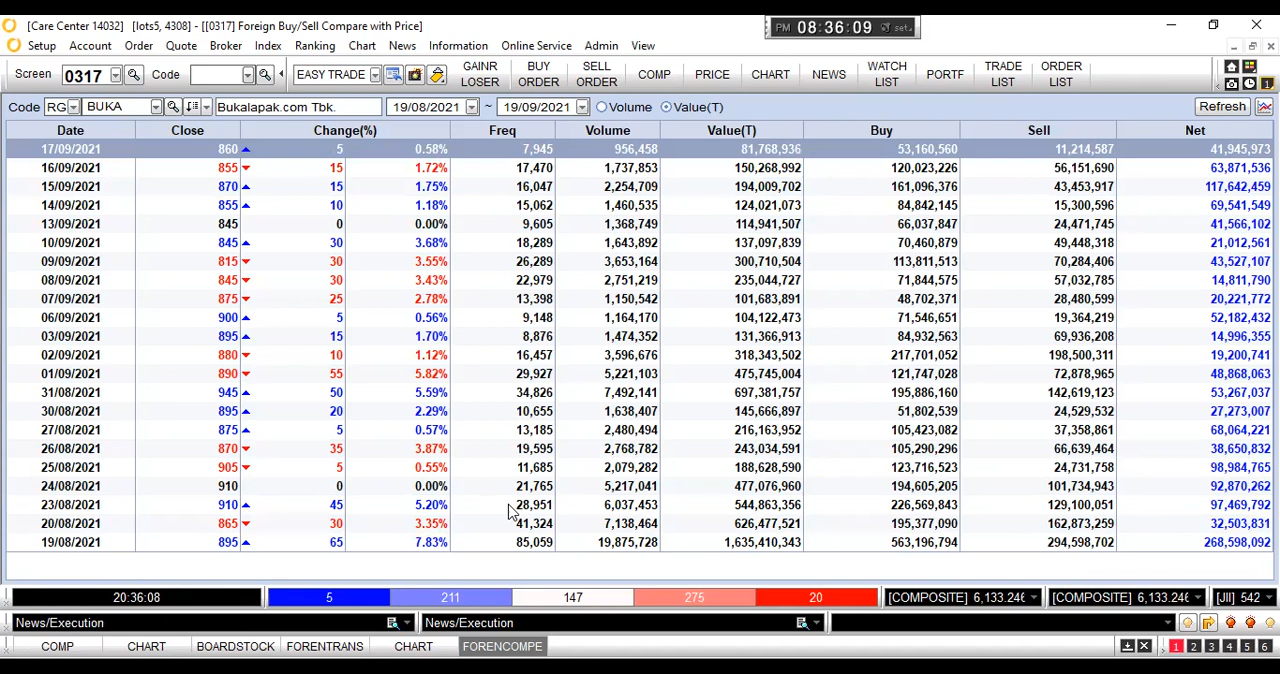 [Care Center 14032] [lots5, 4308] - [[0317] Foreign Buy/Sell Compare with Price]
PM 08:36:09 set.
Setup Account Order Quote Broker Index Ranking Chart News Information Online Service Admin View
Screen 0317 Code EASY TRADE GAINR LOSER BUY ORDER SELL ORDER COMP PRICE CHART NEWS WATCH LIST PORTF TRADE LIST ORDER LIST
Code RG BUKA Bukalapak.com Tbk. 19/08/2021 ~ 19/09/2021 Volume Value(T) Refresh
Date Close Change(%) Freq Volume Value(T) Buy Sell Net
17/09/2021 860 5 0.58% 7,945 956,458 81,768,936 53,160,560 11,214,587 41,945,973
16/09/2021 855 15 1.72% 17,470 1,737,853 150,268,992 120,023,226 56,151,690 63,871,536
15/09/2021 870 15 1.75% 16,047 2,254,709 194,009,702 161,096,376 43,453,917 117,642,459
14/09/2021 855 10 1.18% 15,062 1,460,535 124,021,073 84,842,145 15,300,596 69,541,549
13/09/2021 845 0 0.00% 9,605 1,368,749 114,941,507 66,037,847 24,471,745 41,566,102
10/09/2021 845 30 3.68% 18,289 1,643,892 137,097,839 70,460,879 49,448,318 21,012,561
09/09/2021 815 30 3.55% 26,289 3,653,164 300,710,504 113,811,513 70,284,406 43,527,107
08/09/2021 845 30 3.43% 22,979 2,751,219 235,044,727 71,844,575 57,032,785 14,811,790
07/09/2021 875 25 2.78% 13,398 1,150,542 101,683,891 48,702,371 28,480,599 20,221,772
06/09/2021 900 5 0.56% 9,148 1,164,170 104,122,473 71,546,651 19,364,219 52,182,432
03/09/2021 895 15 1.70% 8,876 1,474,352 131,366,913 84,932,563 69,936,208 14,996,355
02/09/2021 880 10 1.12% 16,457 3,596,676 318,343,502 217,701,052 198,500,311 19,200,741
01/09/2021 890 55 5.82% 29,927 5,221,103 475,745,004 121,747,028 72,878,965 48,868,063
31/08/2021 945 50 5.59% 34,826 7,492,141 697,381,757 195,886,160 142,619,123 53,267,037
30/08/2021 895 20 2.29% 10,655 1,638,407 145,666,897 51,802,539 24,529,532 27,273,007
27/08/2021 875 5 0.57% 13,185 2,480,494 216,163,952 105,423,082 37,358,861 68,064,221
26/08/2021 870 35 3.87% 19,595 2,768,782 243,034,591 105,290,296 66,639,464 38,650,832
25/08/2021 905 5 0.55% 11,685 2,079,282 188,628,590 123,716,523 24,731,758 98,984,765
24/08/2021 910 0 0.00% 21,765 5,217,041 477,076,960 194,605,205 101,734,943 92,870,262
23/08/2021 910 45 5.20% 28,951 6,037,453 544,863,356 226,569,843 129,100,051 97,469,792
20/08/2021 865 30 3.35% 41,324 7,138,464 626,477,521 195,377,090 162,873,259 32,503,831
19/08/2021 895 65 7.83% 85,059 19,875,728 1,635,410,343 563,196,794 294,598,702 268,598,092
20:36:08 5 211 147 275 20 [COMPOSITE] 6,133.246 [COMPOSITE] 6,133.246 [JII] 542
News/Execution News/Execution
COMP CHART BOARDSTOCK FORENTRANS CHART FORENCOMPE 1 2 3 4 5 6